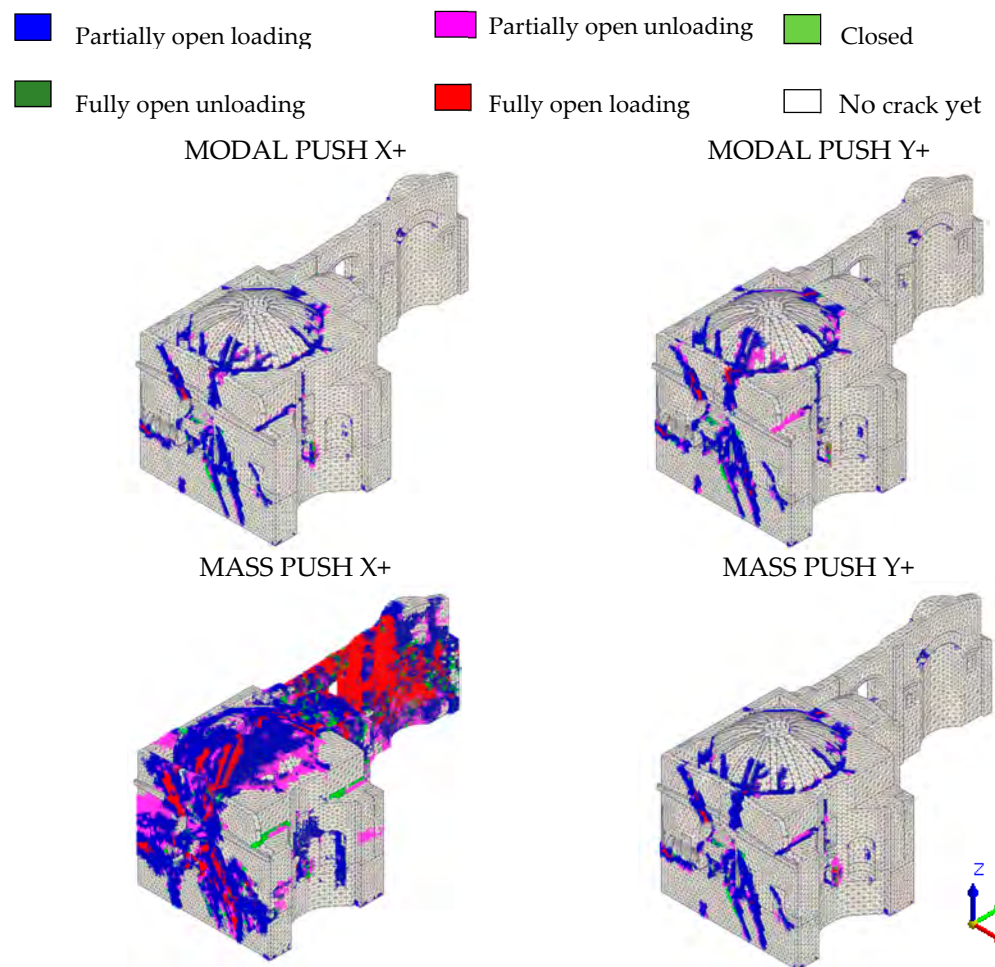 Partially open loading
Partially open unloading
Closed
Fully open unloading
Fully open loading
No crack yet
MODAL PUSH X+
MODAL PUSH Y+
MASS PUSH X+
MASS PUSH Y+
Z